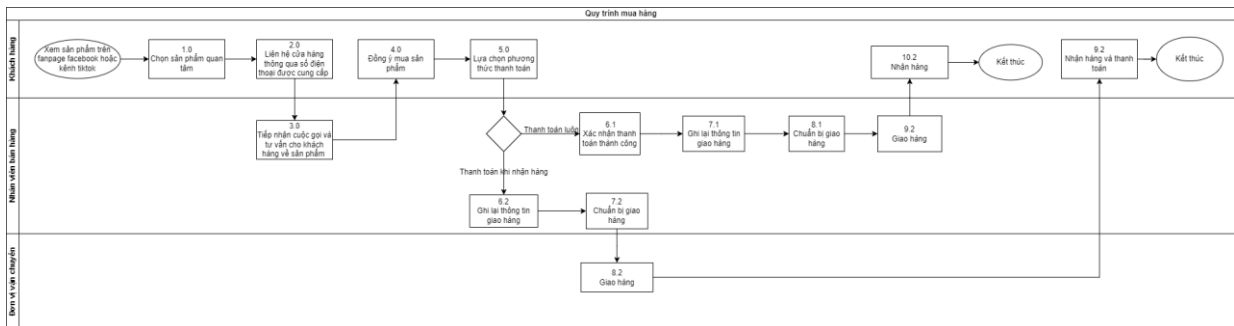 Quy trình mua hàng
Khách hàng
Xem sản phẩm trên
fanpage facebook hoặc
kênh tiktok
1.0
Chọn sản phẩm quan
tâm
2.0
Liên hệ cửa hàng
thông qua số điện
thoại được cung cấp
4.0
Đồng ý mua sản
phẩm
5.0
Lựa chọn phương
thức thanh toán
10.2
Nhận hàng
Kết thúc
9.2
Nhận hàng và thanh
toán
Kết thúc
Nhân viên bán hàng
3.0
Tiếp nhận cuộc gọi và
tư vấn cho khách
hàng về sản phẩm
Thanh toán luôn
6.1
Xác nhận thanh
toán thành công
7.1
Ghi lại thông tin
giao hàng
8.1
Chuẩn bị giao
hàng
9.2
Giao hàng
Thanh toán khi nhận hàng
6.2
Ghi lại thông tin
giao hàng
7.2
Chuẩn bị giao
hàng
Đơn vị vận chuyển
8.2
Giao hàng